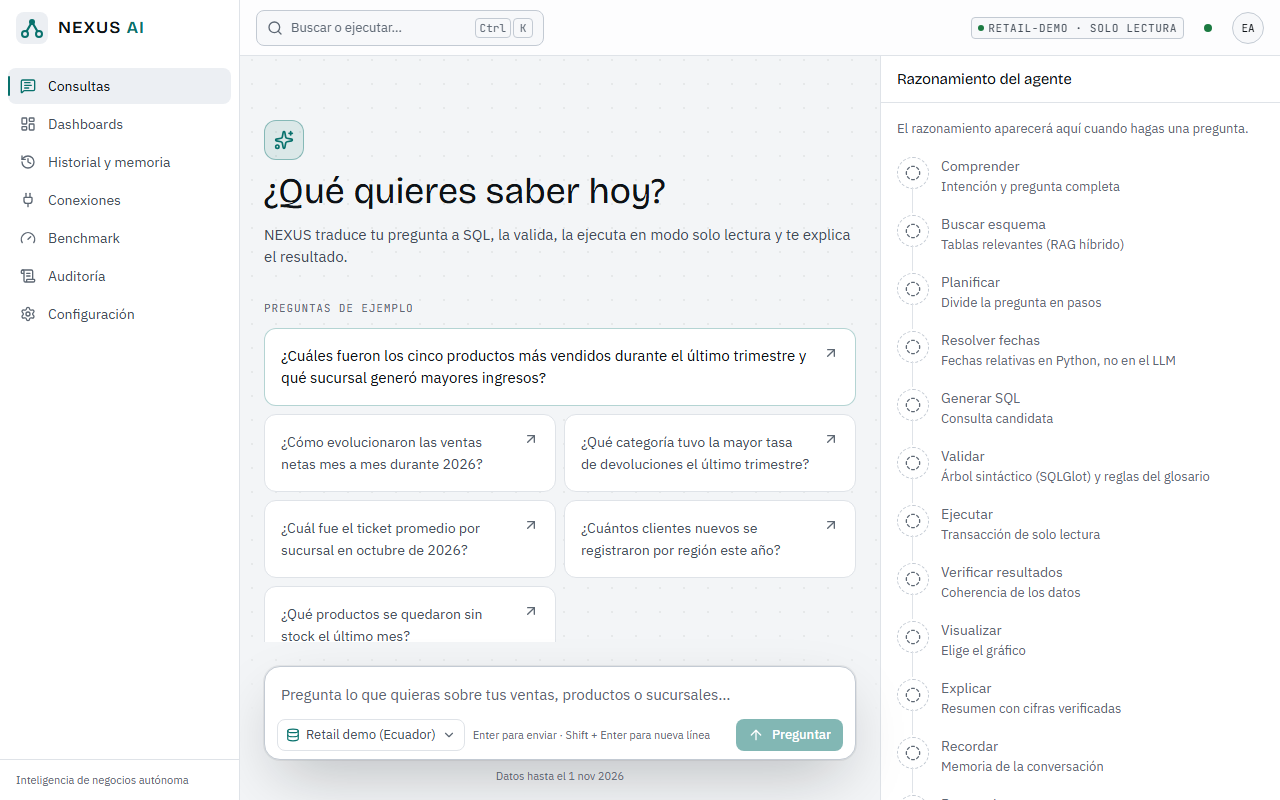 NEXUS AI
Buscar o ejecutar...
Ctrl K
RETAIL-DEMO · SOLO LECTURA
EA
Consultas
Dashboards
Historial y memoria
Conexiones
Benchmark
Auditoría
Configuración
Inteligencia de negocios autónoma
¿Qué quieres saber hoy?
NEXUS traduce tu pregunta a SQL, la valida, la ejecuta en modo solo lectura y te explica
el resultado.
PREGUNTAS DE EJEMPLO
¿Cuáles fueron los cinco productos más vendidos durante el último trimestre y
qué sucursal generó mayores ingresos?
¿Cómo evolucionaron las ventas
netas mes a mes durante 2026?
¿Qué categoría tuvo la mayor tasa
de devoluciones el último trimestre?
¿Cuál fue el ticket promedio por
sucursal en octubre de 2026?
¿Cuántos clientes nuevos se
registraron por región este año?
¿Qué productos se quedaron sin
stock el último mes?
Pregunta lo que quieras sobre tus ventas, productos o sucursales...
Retail demo (Ecuador)
Enter para enviar · Shift + Enter para nueva línea
Preguntar
Datos hasta el 1 nov 2026
Razonamiento del agente
El razonamiento aparecerá aquí cuando hagas una pregunta.
Comprender
Intención y pregunta completa
Buscar esquema
Tablas relevantes (RAG híbrido)
Planificar
Divide la pregunta en pasos
Resolver fechas
Fechas relativas en Python, no en el LLM
Generar SQL
Consulta candidata
Validar
Árbol sintáctico (SQLGlot) y reglas del glosario
Ejecutar
Transacción de solo lectura
Verificar resultados
Coherencia de los datos
Visualizar
Elige el gráfico
Explicar
Resumen con cifras verificadas
Recordar
Memoria de la conversación